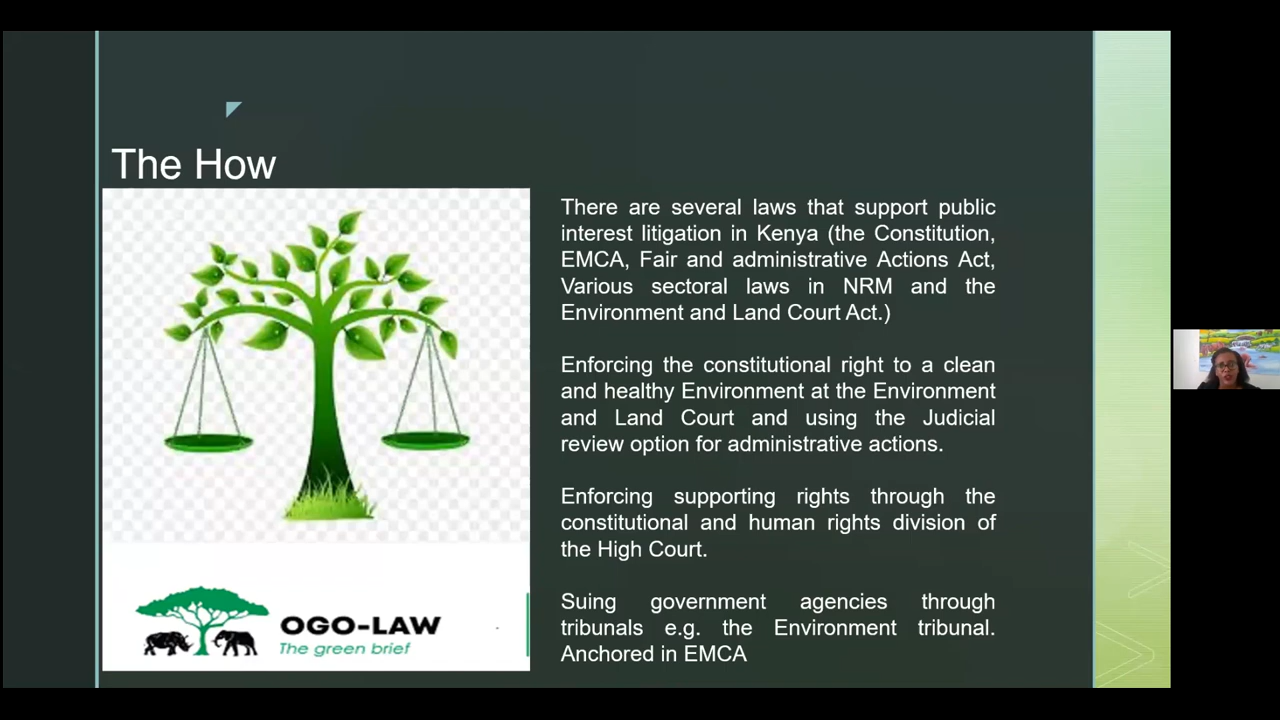 The How
There are several laws that support public
interest litigation in Kenya (the Constitution,
EMCA, Fair and administrative Actions Act,
Various sectoral laws in NRM and the
Environment and Land Court Act.)
Enforcing the constitutional right to a clean
and healthy Environment at the Environment
and Land Court and using the Judicial
review option for administrative actions.
Enforcing supporting rights through the
constitutional and human rights division of
the High Court.
Suing government agencies through
tribunals e.g. the Environment tribunal.
Anchored in EMCA
OGO-LAW
The green brief